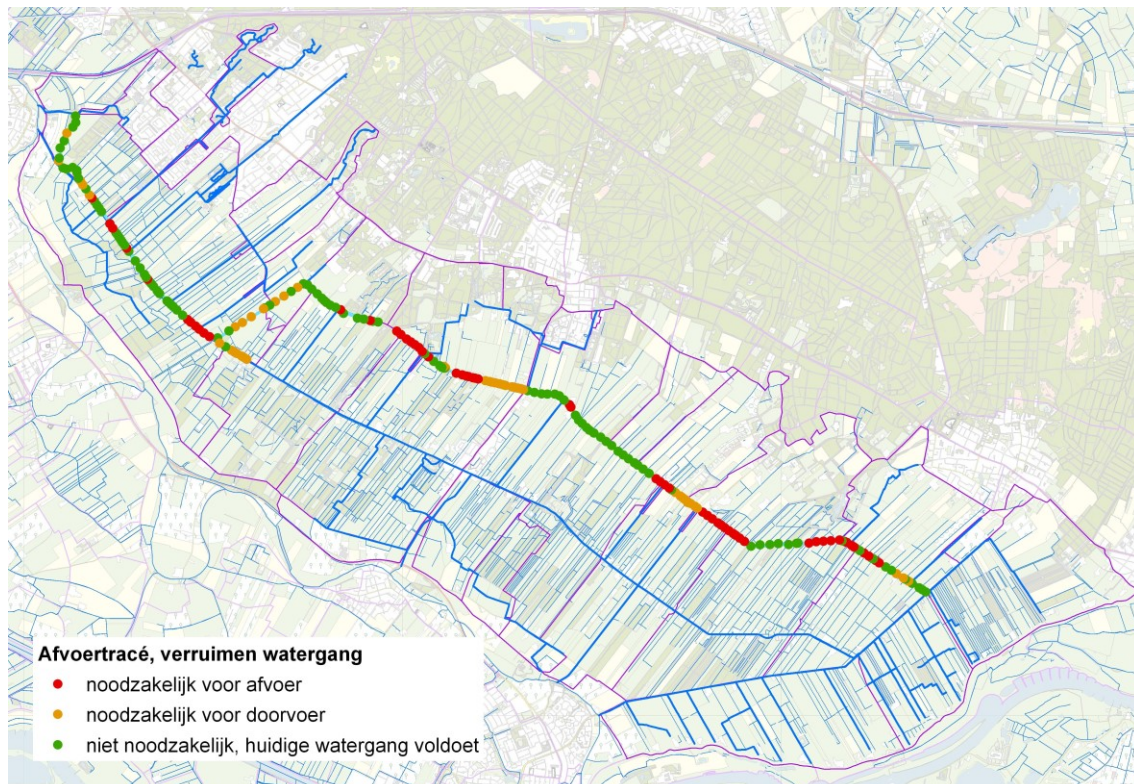 Afvoertracé, verruimen watergang
noodzakelijk voor afvoer
noodzakelijk voor doorvoer
niet noodzakelijk, huidige watergang voldoet